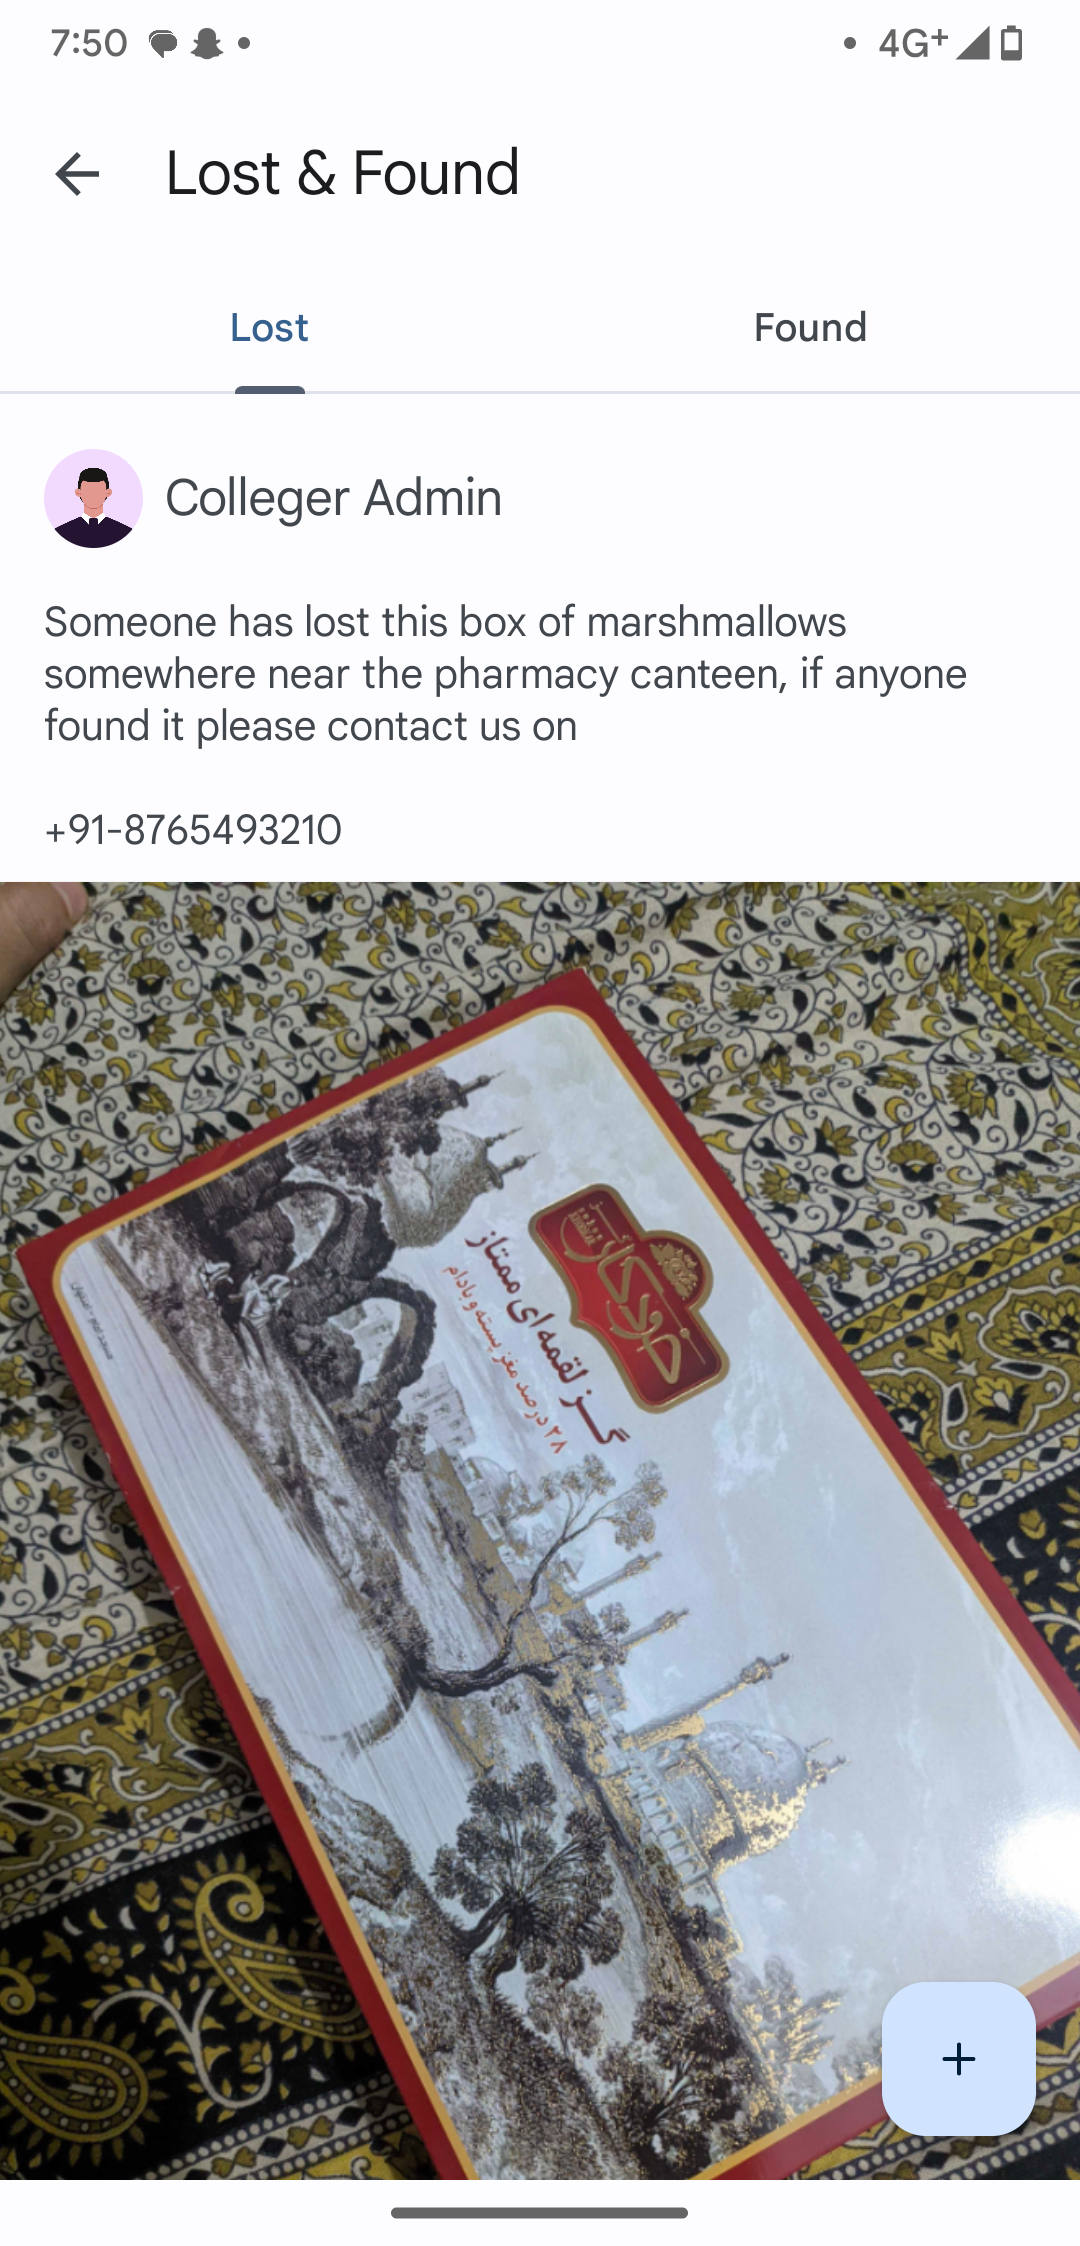 7:50
4G+
Lost & Found
Lost
Found
Colleger Admin
Someone has lost this box of marshmallows
somewhere near the pharmacy canteen, if anyone
found it please contact us on
+91-8765493210
گز لقمه ای ممتاز
۲۸ درصد مغز پسته و بادام